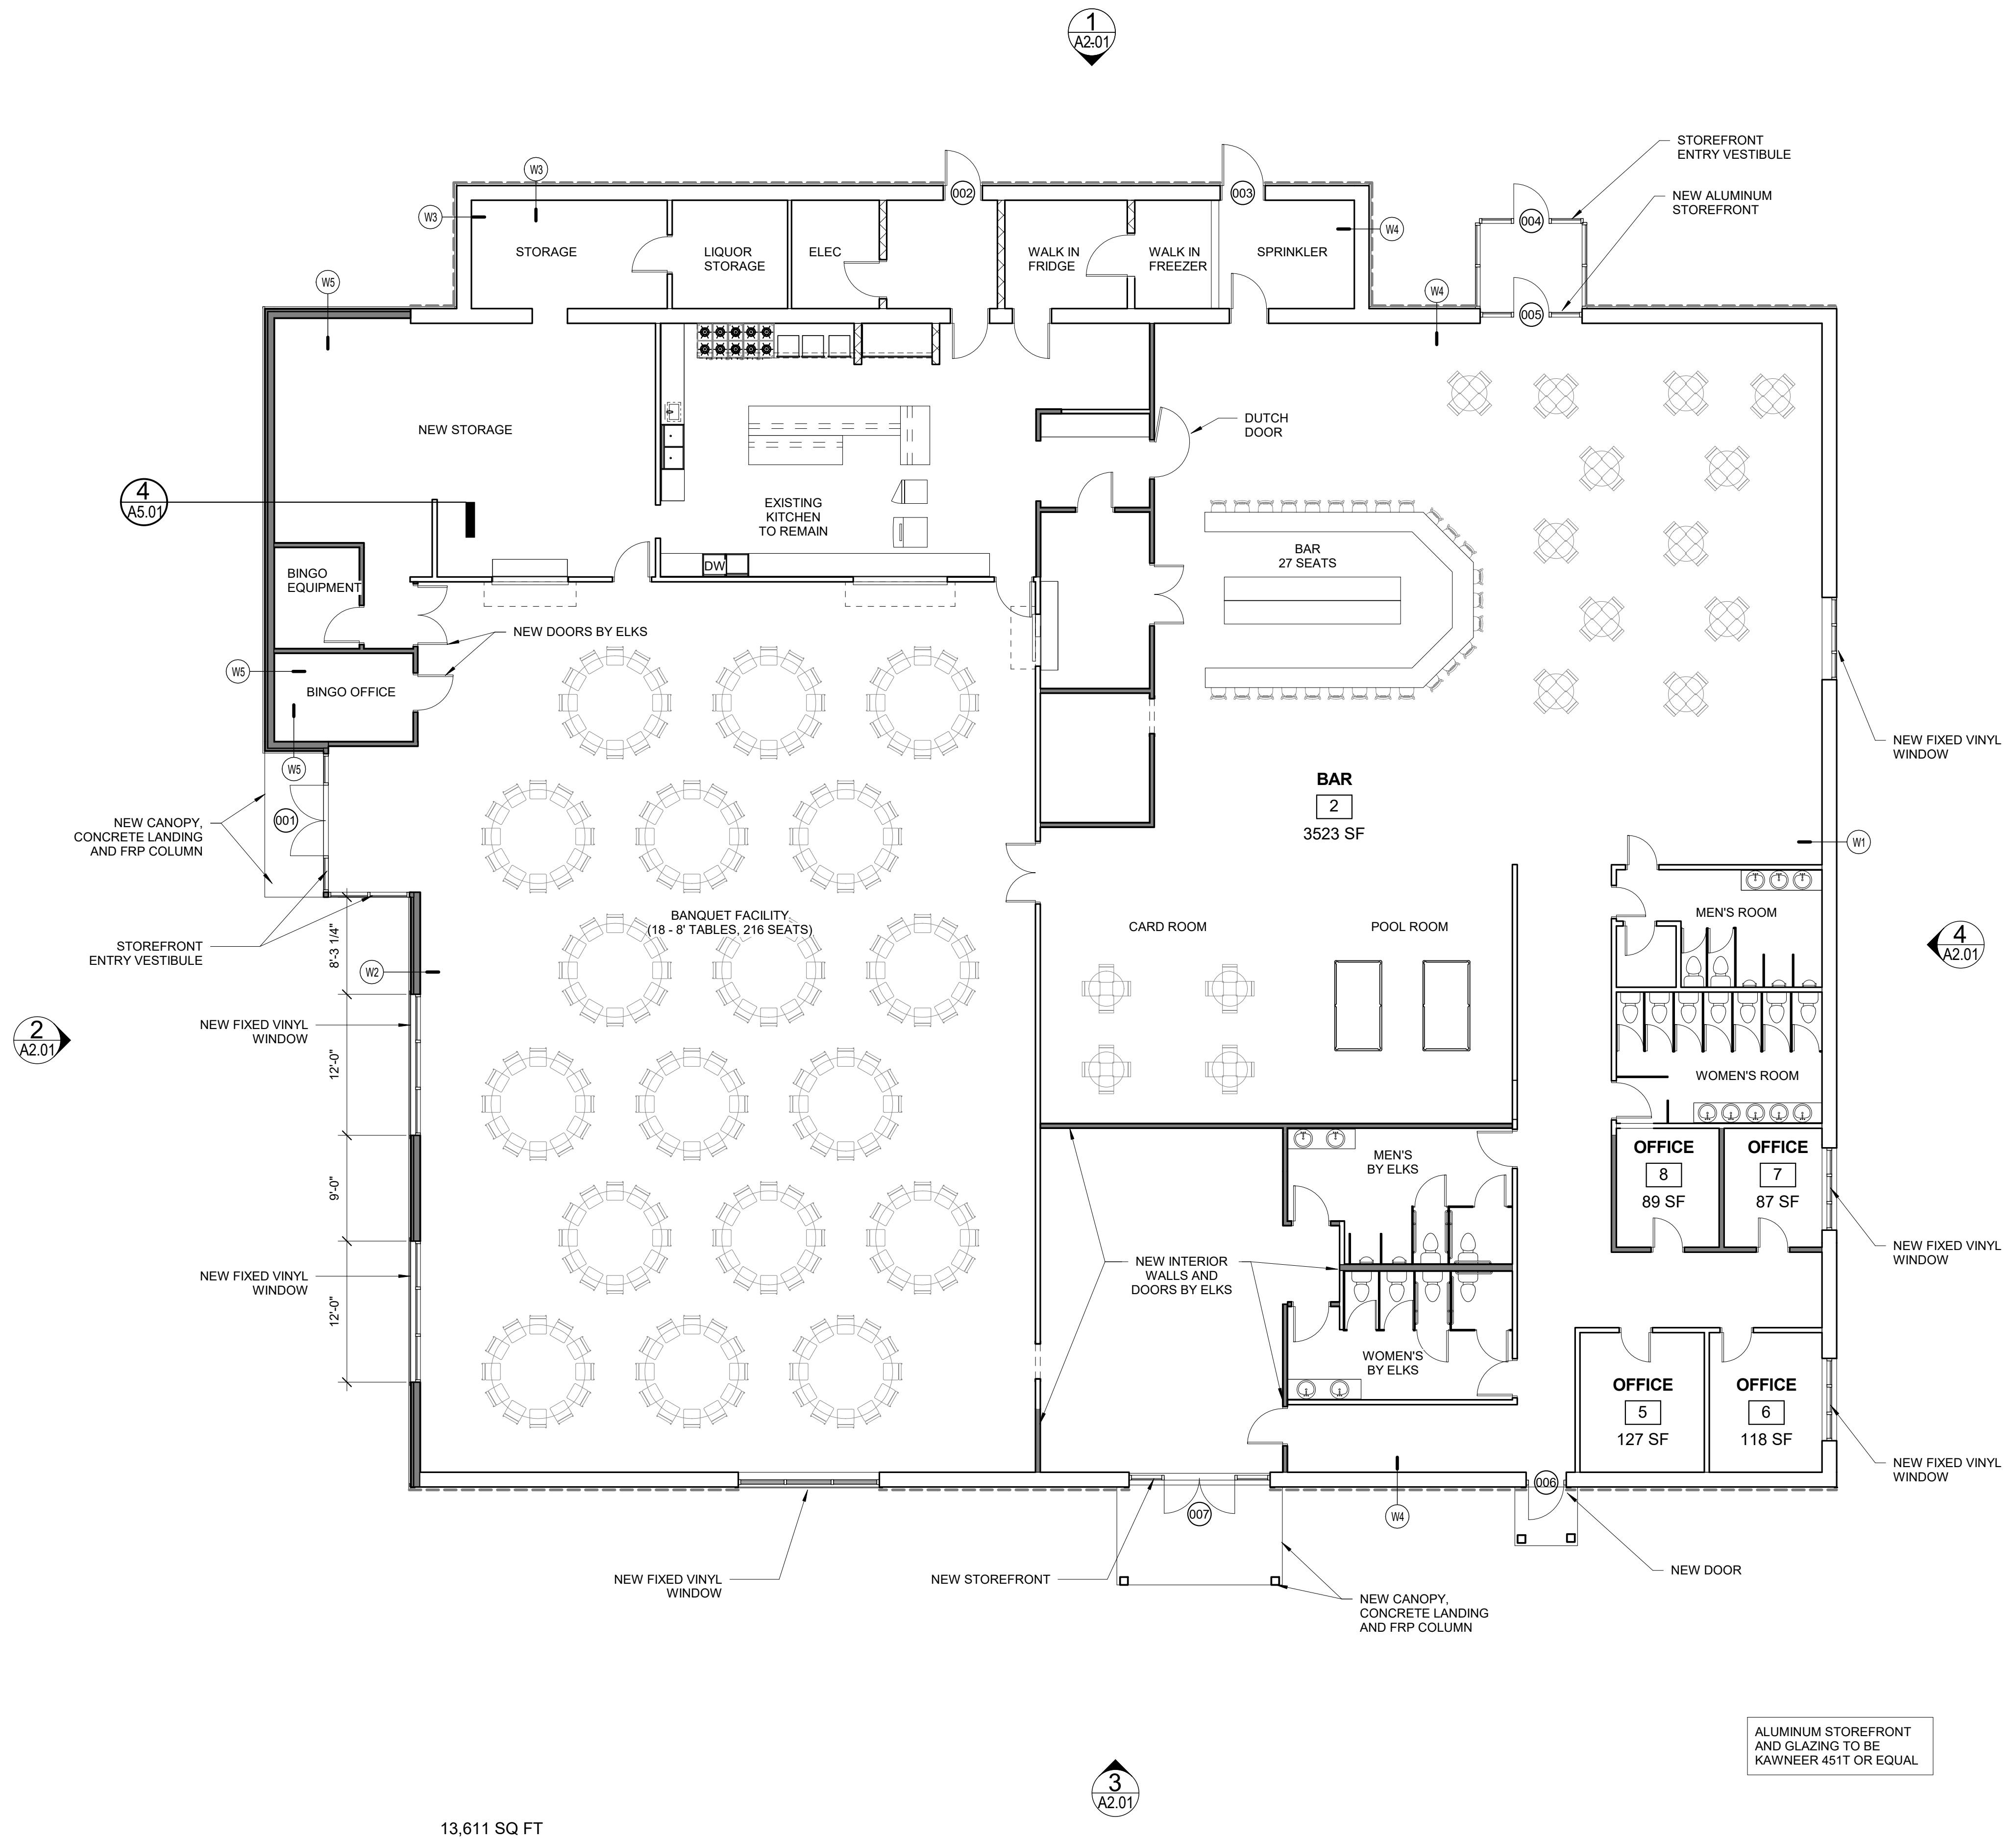 1
A2.01
STOREFRONT
ENTRY VESTIBULE
NEW ALUMINUM
STOREFRONT
W3
W3
002
003
004
W4
STORAGE
LIQUOR
STORAGE
ELEC
WALK IN
FRIDGE
WALK IN
FREEZER
SPRINKLER
W5
W4
005
NEW STORAGE
DUTCH
DOOR
4
A5.01
EXISTING
KITCHEN
TO REMAIN
BAR
27 SEATS
DW
BINGO
EQUIPMENT
NEW DOORS BY ELKS
W5
BINGO OFFICE
NEW FIXED VINYL
WINDOW
W5
BAR
2
3523 SF
001
NEW CANOPY,
CONCRETE LANDING
AND FRP COLUMN
W1
BANQUET FACILITY
(18 - 8' TABLES, 216 SEATS)
CARD ROOM
POOL ROOM
MEN'S ROOM
STOREFRONT
ENTRY VESTIBULE
8'-3 1/4"
W2
4
A2.01
NEW FIXED VINYL
WINDOW
2
A2.01
12'-0"
WOMEN'S ROOM
MEN'S
BY ELKS
OFFICE
8
89 SF
OFFICE
7
87 SF
9'-0"
NEW FIXED VINYL
WINDOW
NEW FIXED VINYL
WINDOW
NEW INTERIOR
WALLS AND
DOORS BY ELKS
12'-0"
WOMEN'S
BY ELKS
OFFICE
5
127 SF
OFFICE
6
118 SF
NEW FIXED VINYL
WINDOW
006
007
W4
NEW FIXED VINYL
WINDOW
NEW STOREFRONT
NEW DOOR
NEW CANOPY,
CONCRETE LANDING
AND FRP COLUMN
ALUMINUM STOREFRONT
AND GLAZING TO BE
KAWNEER 451T OR EQUAL
3
A2.01
13,611 SQ FT